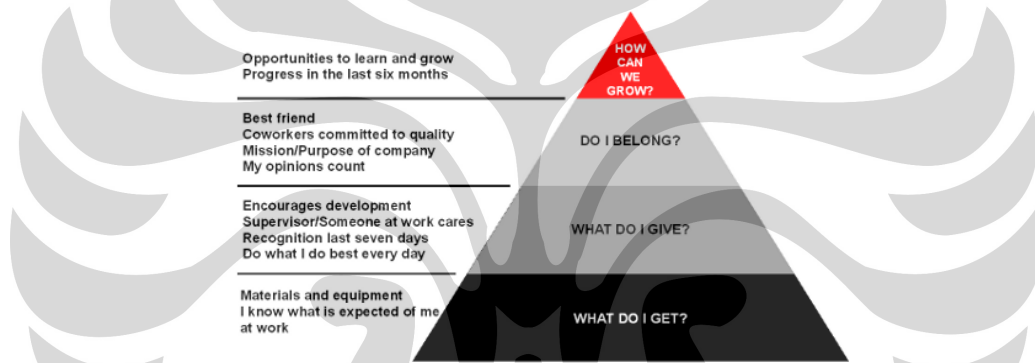 Opportunities to learn and grow
Progress in the last six months
HOW
CAN
WE
GROW?
Best friend
Coworkers committed to quality
Mission/Purpose of company
My opinions count
DO I BELONG?
Encourages development
Supervisor/Someone at work cares
Recognition last seven days
Do what I do best every day
WHAT DO I GIVE?
Materials and equipment
I know what is expected of me
at work
WHAT DO I GET?